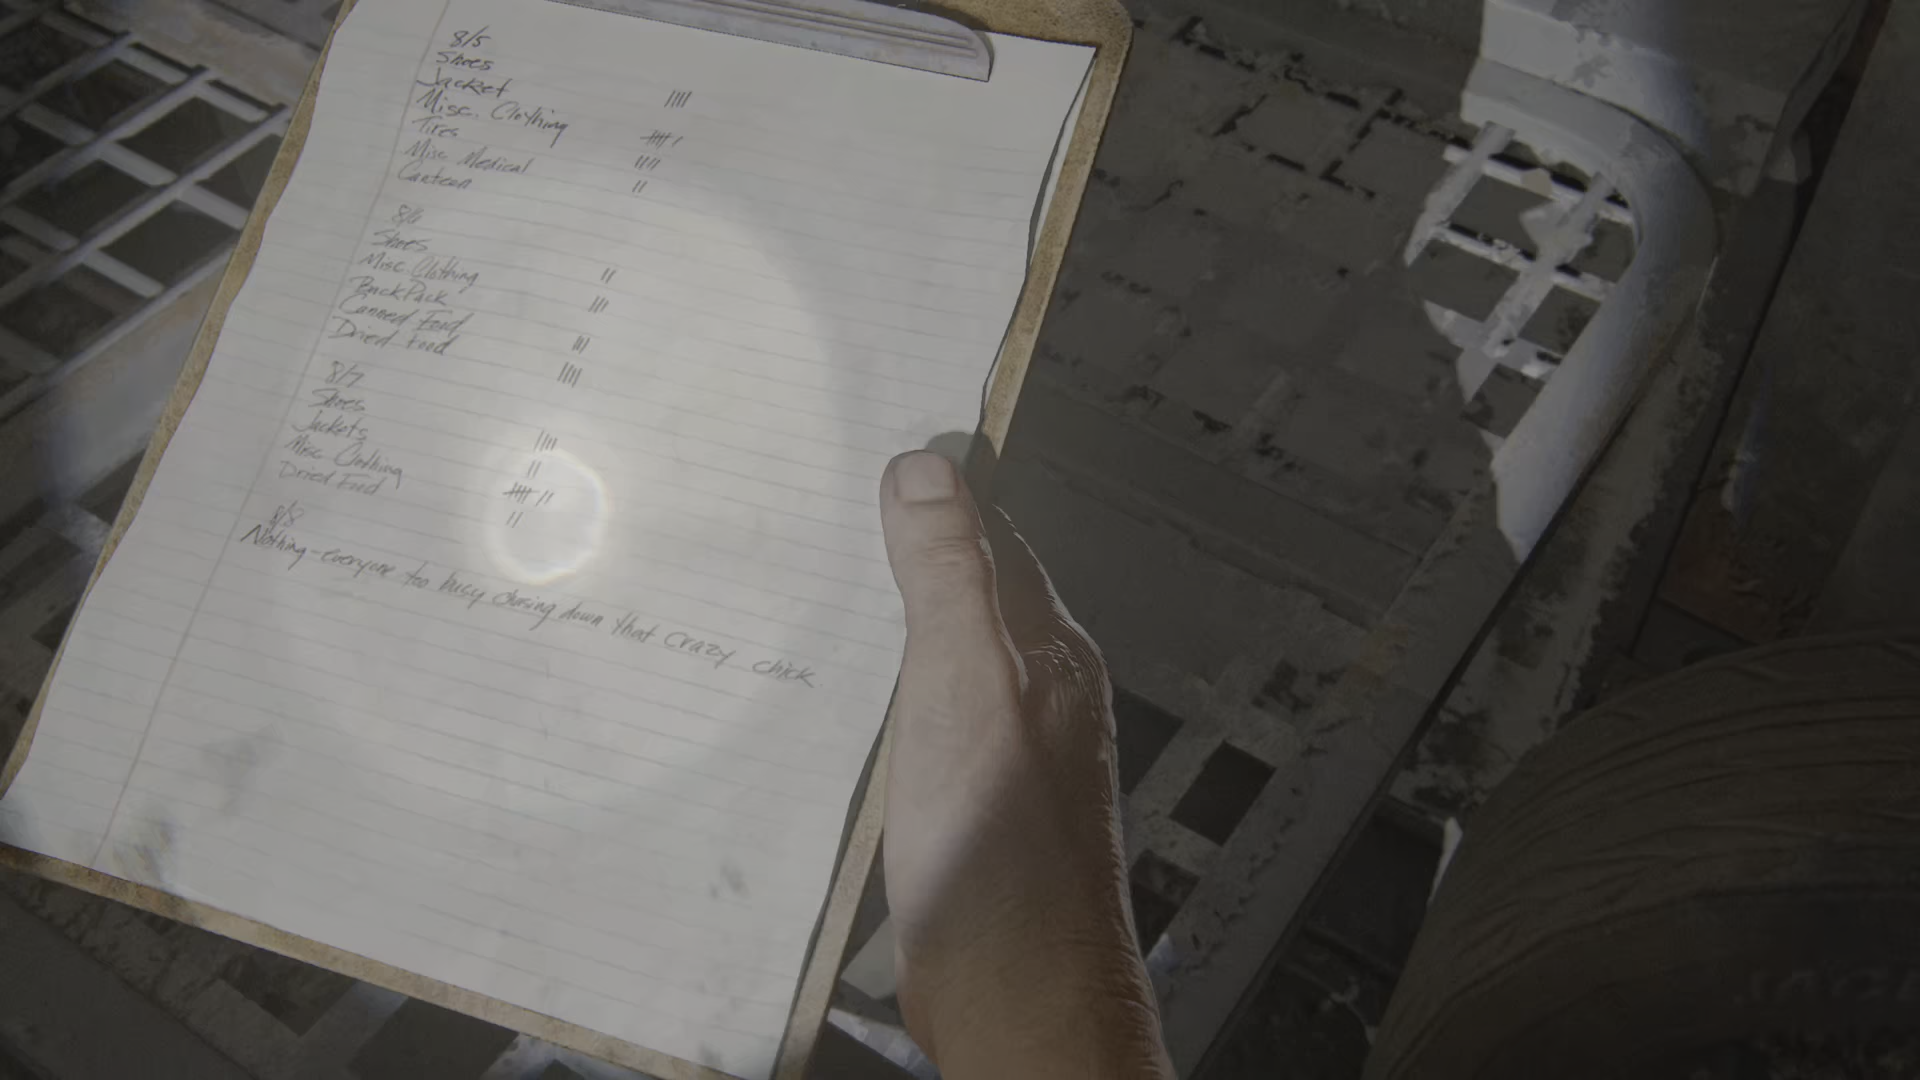 8/5
Shoes
Jacket
Misc. Clothing
Tires
Misc Medical
Canteen
8/6
Shoes
Misc. Clothing
BackPack
Canned Food
Dried Food
8/7
Shoes
Jackets
Misc Clothing
Dried Food
8/8
Nothing - everyone too busy chasing down that crazy chick.